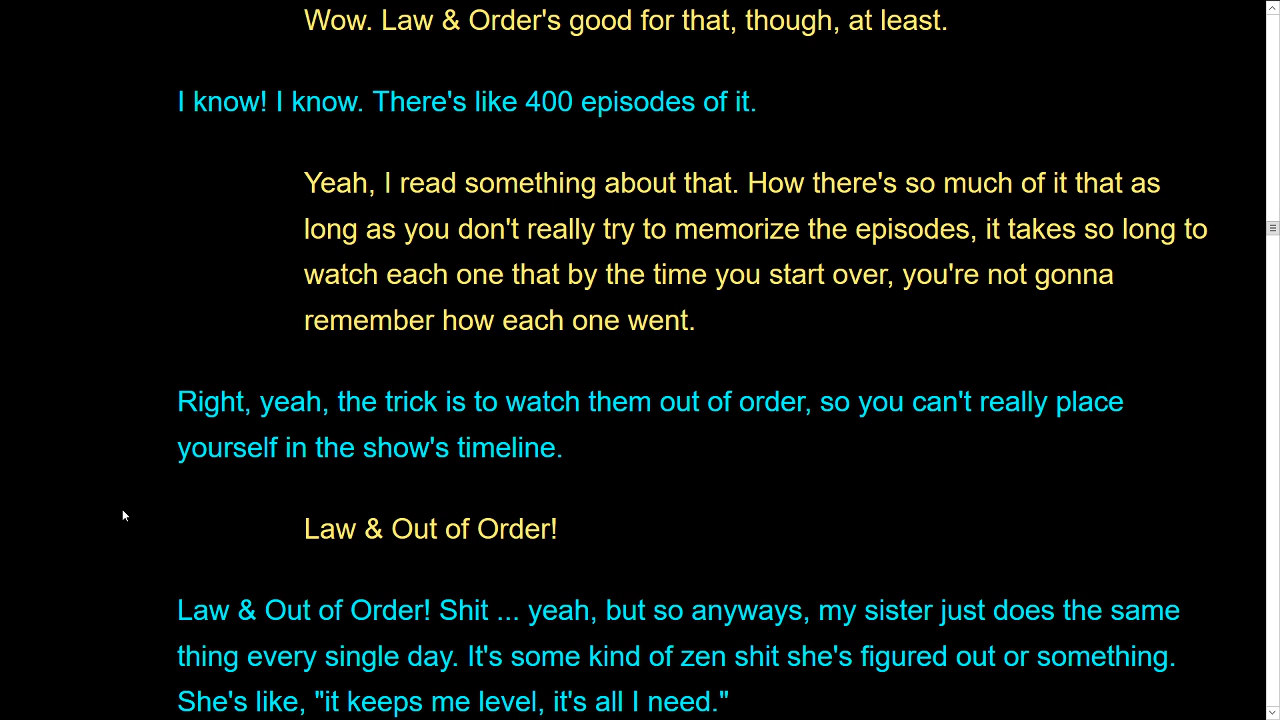 Wow. Law & Order's good for that, though, at least.
I know! I know. There's like 400 episodes of it.
Yeah, I read something about that. How there's so much of it that as
long as you don't really try to memorize the episodes, it takes so long to
watch each one that by the time you start over, you're not gonna
remember how each one went.
Right, yeah, the trick is to watch them out of order, so you can't really place
yourself in the show's timeline.
Law & Out of Order!
Law & Out of Order! Shit ... yeah, but so anyways, my sister just does the same
thing every single day. It's some kind of zen shit she's figured out or something.
She's like, "it keeps me level, it's all I need."